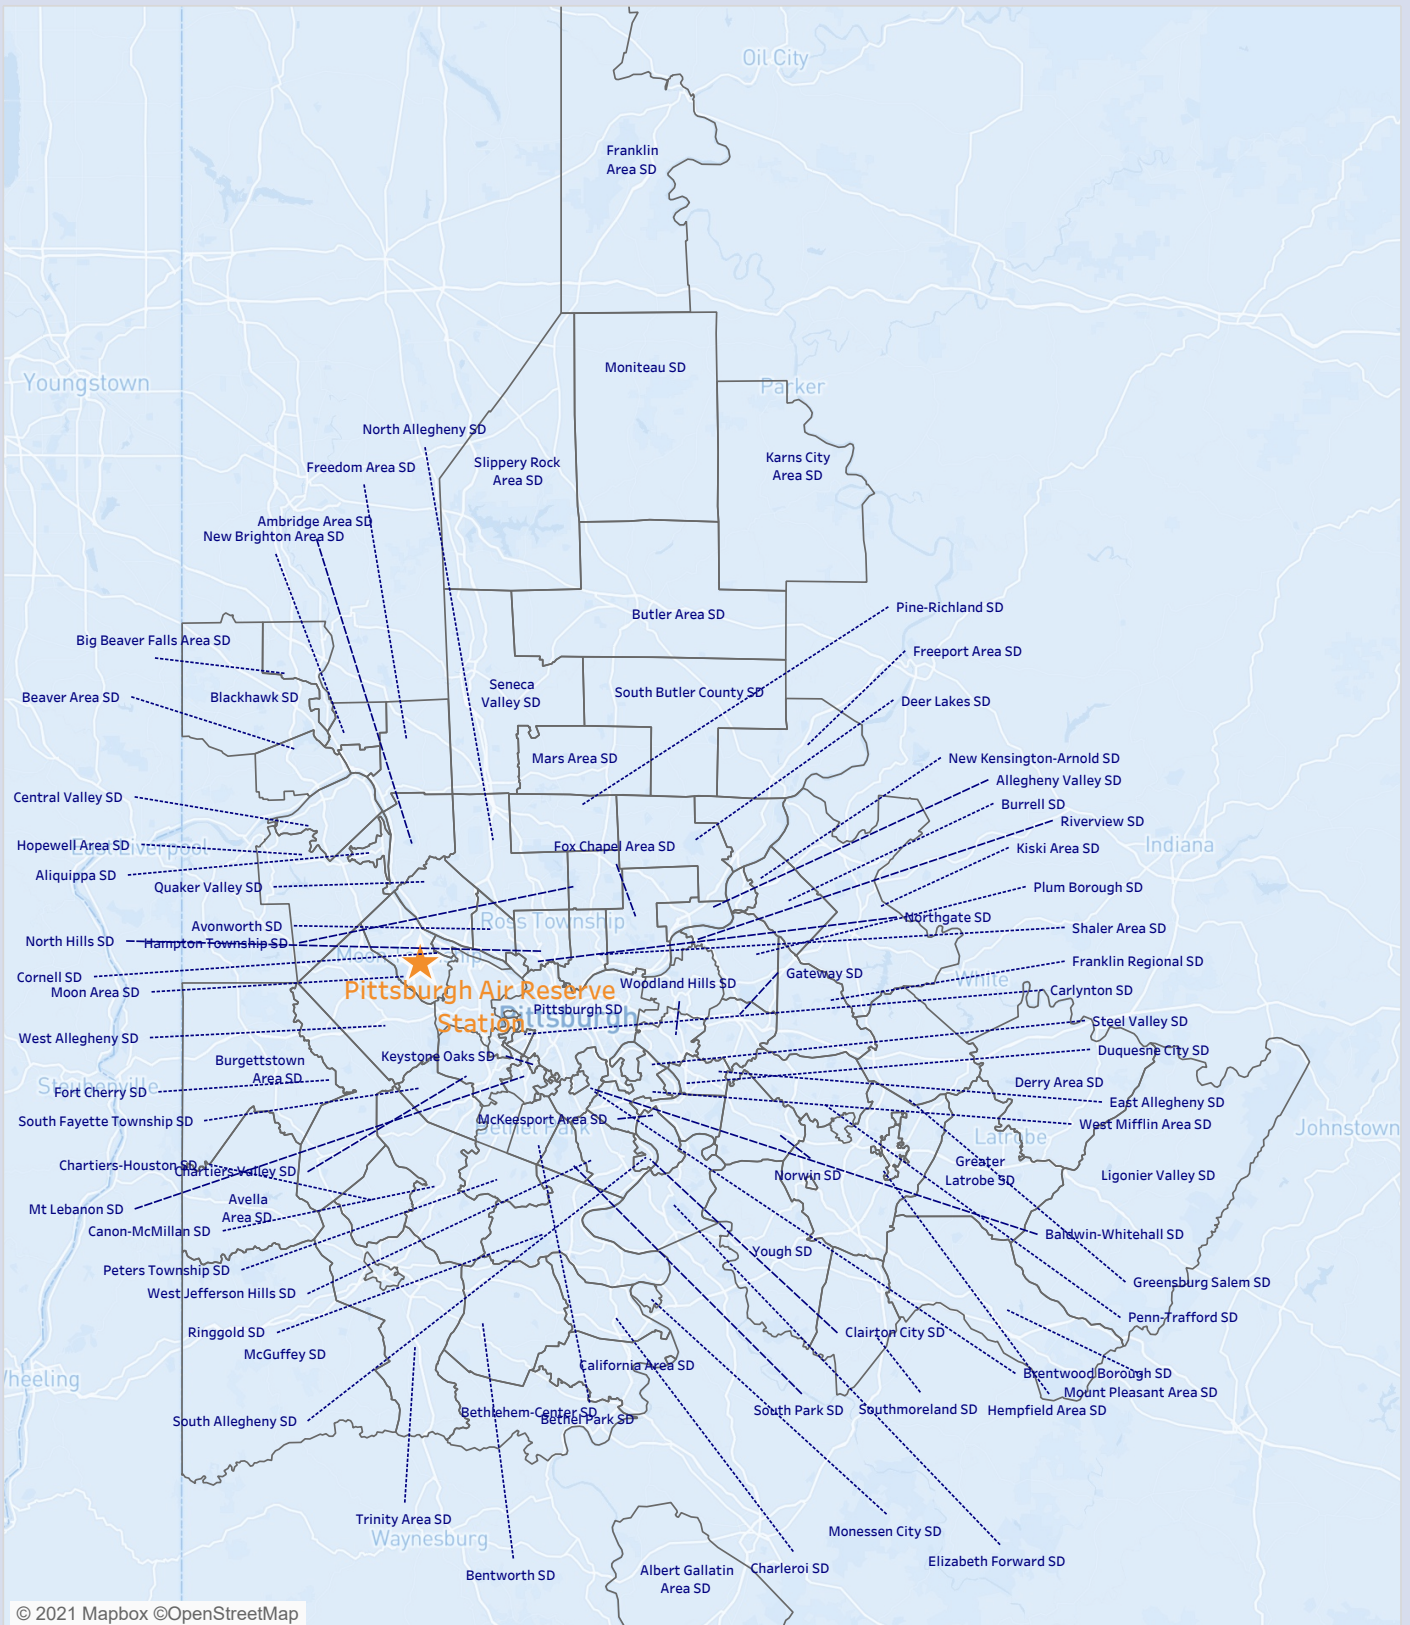 Oil City
Franklin
Area SD
Moniteau SD
Youngstown
Parker
North Allegheny SD
Slippery Rock
Area SD
Karns City
Area SD
Freedom Area SD
Ambridge Area SD
New Brighton Area SD
Butler Area SD
Pine-Richland SD
Big Beaver Falls Area SD
Freeport Area SD
Beaver Area SD
Blackhawk SD
Seneca
Valley SD
South Butler County SD
Deer Lakes SD
Mars Area SD
New Kensington-Arnold SD
Allegheny Valley SD
Central Valley SD
Burrell SD
Riverview SD
Hopewell Area SD
East Liverpool
Fox Chapel Area SD
Kiski Area SD
Indiana
Aliquippa SD
Quaker Valley SD
Plum Borough SD
Avonworth SD
Ross Township
Northgate SD
Shaler Area SD
North Hills SD
Hampton Township SD
Moon Township
Franklin Regional SD
Cornell SD
Moon Area SD
Pittsburgh Air Reserve
Station
Woodland Hills SD
Gateway SD
White
Carlynton SD
Pittsburgh SD
Pittsburgh
Steel Valley SD
West Allegheny SD
Keystone Oaks SD
Duquesne City SD
Burgettstown
Area SD
Steubenville
Fort Cherry SD
Derry Area SD
East Allegheny SD
South Fayette Township SD
McKeesport Area SD
Bethel Park
West Mifflin Area SD
Latrobe
Johnstown
Chartiers-Houston SD
Chartiers Valley SD
Norwin SD
Greater
Latrobe SD
Ligonier Valley SD
Mt Lebanon SD
Avella
Area SD
Canon-McMillan SD
Baldwin-Whitehall SD
Yough SD
Peters Township SD
Greensburg Salem SD
West Jefferson Hills SD
Penn-Trafford SD
Ringgold SD
Clairton City SD
McGuffey SD
California Area SD
Wheeling
Brentwood Borough SD
Mount Pleasant Area SD
South Allegheny SD
Bethlehem-Center SD
Bethel Park SD
South Park SD
Southmoreland SD
Hempfield Area SD
Trinity Area SD
Waynesburg
Monessen City SD
Bentworth SD
Albert Gallatin
Area SD
Charleroi SD
Elizabeth Forward SD
© 2021 Mapbox ©OpenStreetMap